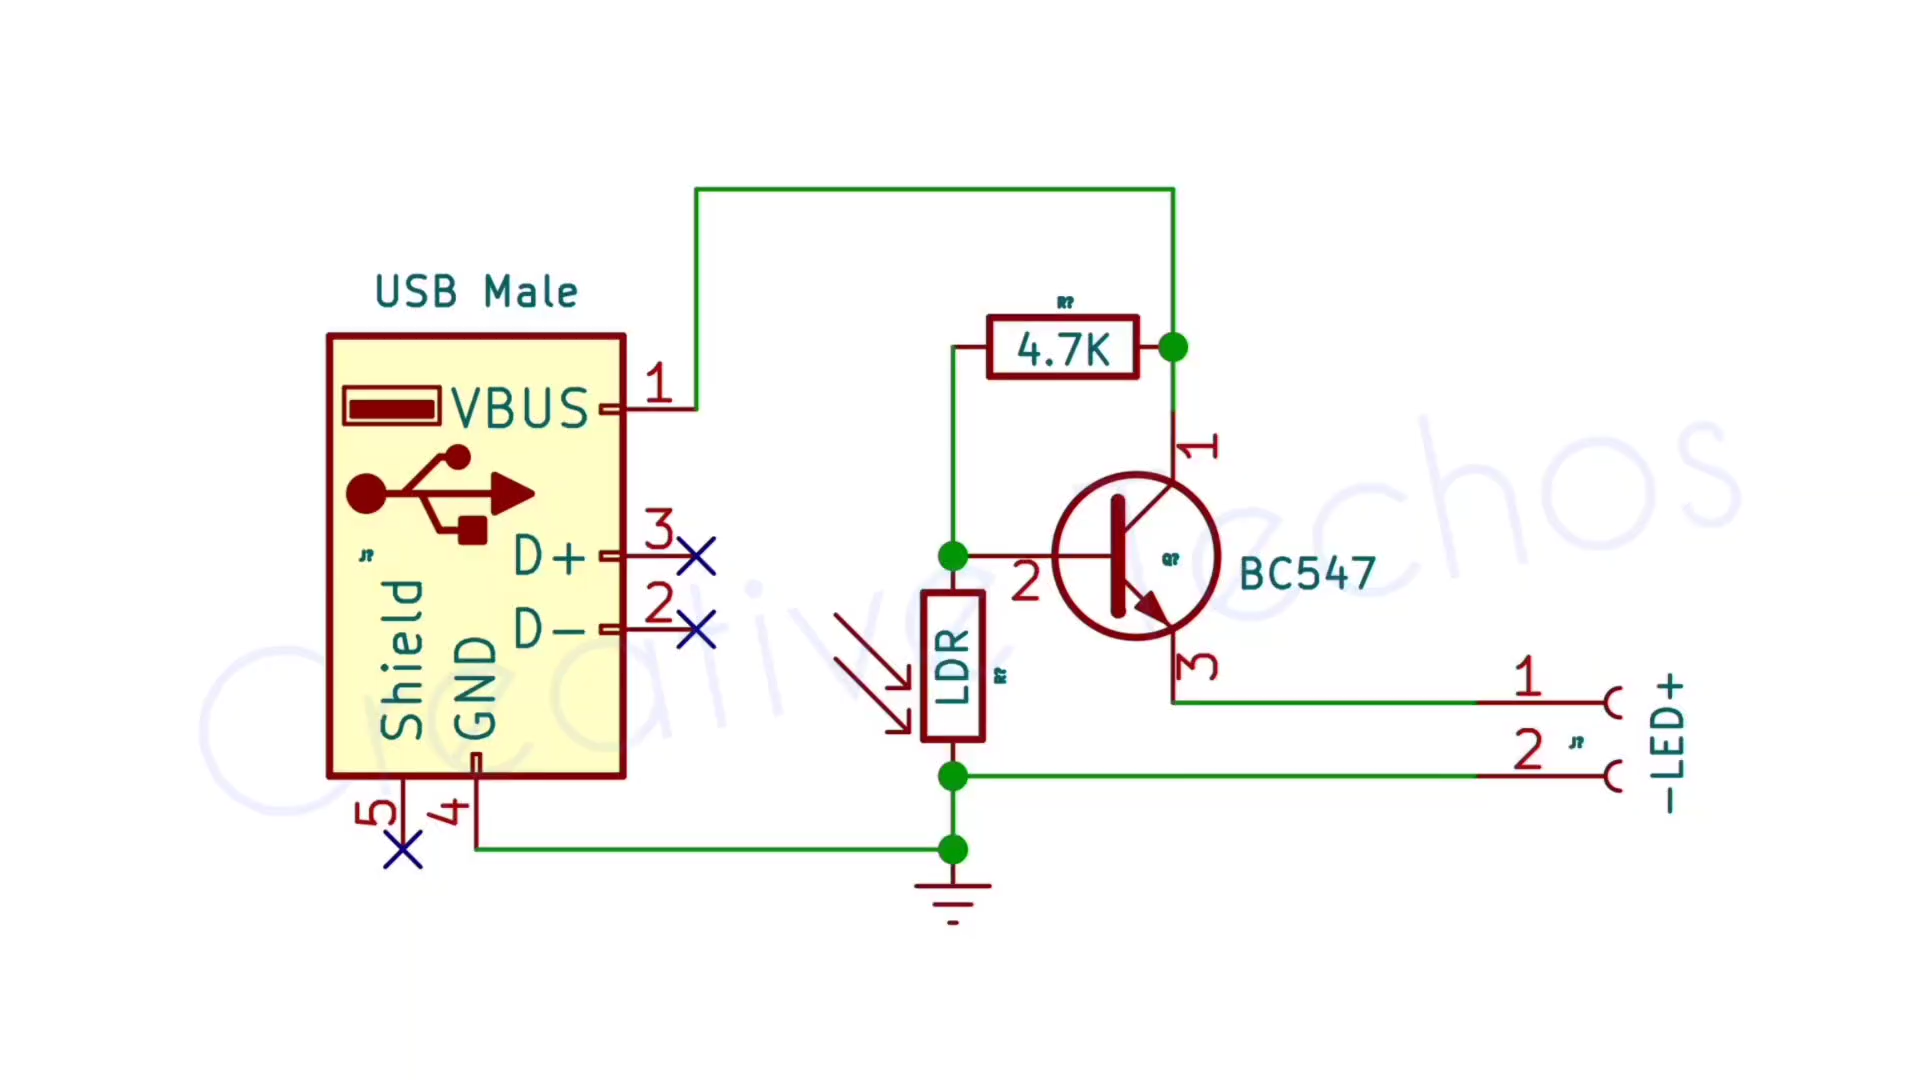 USB Male
VBUS
1
D+
3
D-
2
Shield
GND
5
4
J?
R?
4.7K
1
2
3
Q?
BC547
LDR
R?
1
2
J?
-LED+
Creative Techos